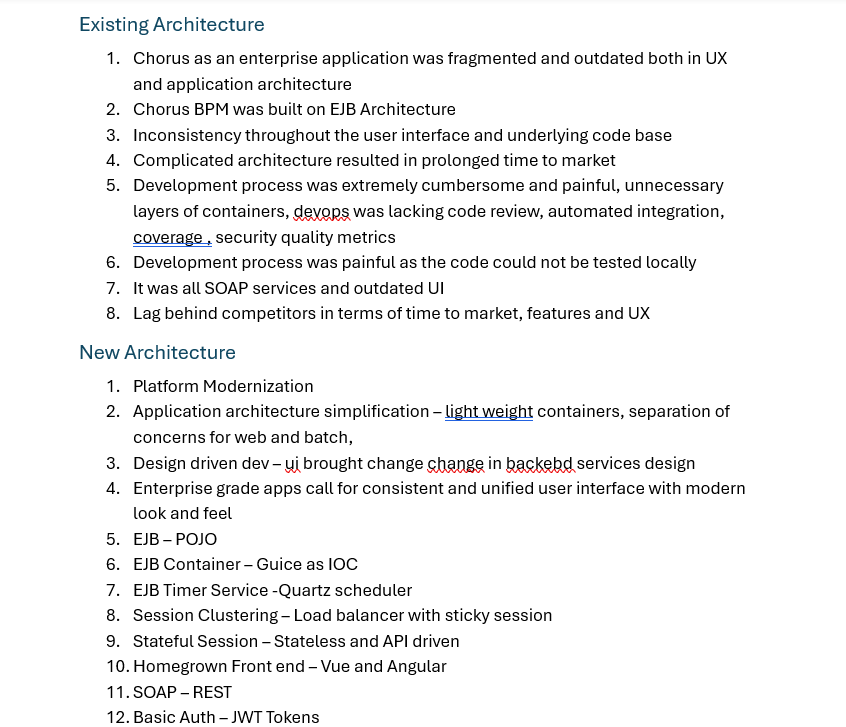 Existing Architecture
1. Chorus as an enterprise application was fragmented and outdated both in UX
and application architecture
2. Chorus BPM was built on EJB Architecture
3. Inconsistency throughout the user interface and underlying code base
4. Complicated architecture resulted in prolonged time to market
5. Development process was extremely cumbersome and painful, unnecessary
layers of containers, devops was lacking code review, automated integration,
coverage , security quality metrics
6. Development process was painful as the code could not be tested locally
7. It was all SOAP services and outdated UI
8. Lag behind competitors in terms of time to market, features and UX
New Architecture
1. Platform Modernization
2. Application architecture simplification – light weight containers, separation of
concerns for web and batch,
3. Design driven dev – ui brought change change in backebd services design
4. Enterprise grade apps call for consistent and unified user interface with modern
look and feel
5. EJB – POJO
6. EJB Container – Guice as IOC
7. EJB Timer Service -Quartz scheduler
8. Session Clustering – Load balancer with sticky session
9. Stateful Session – Stateless and API driven
10. Homegrown Front end – Vue and Angular
11. SOAP – REST
12. Basic Auth – JWT Tokens